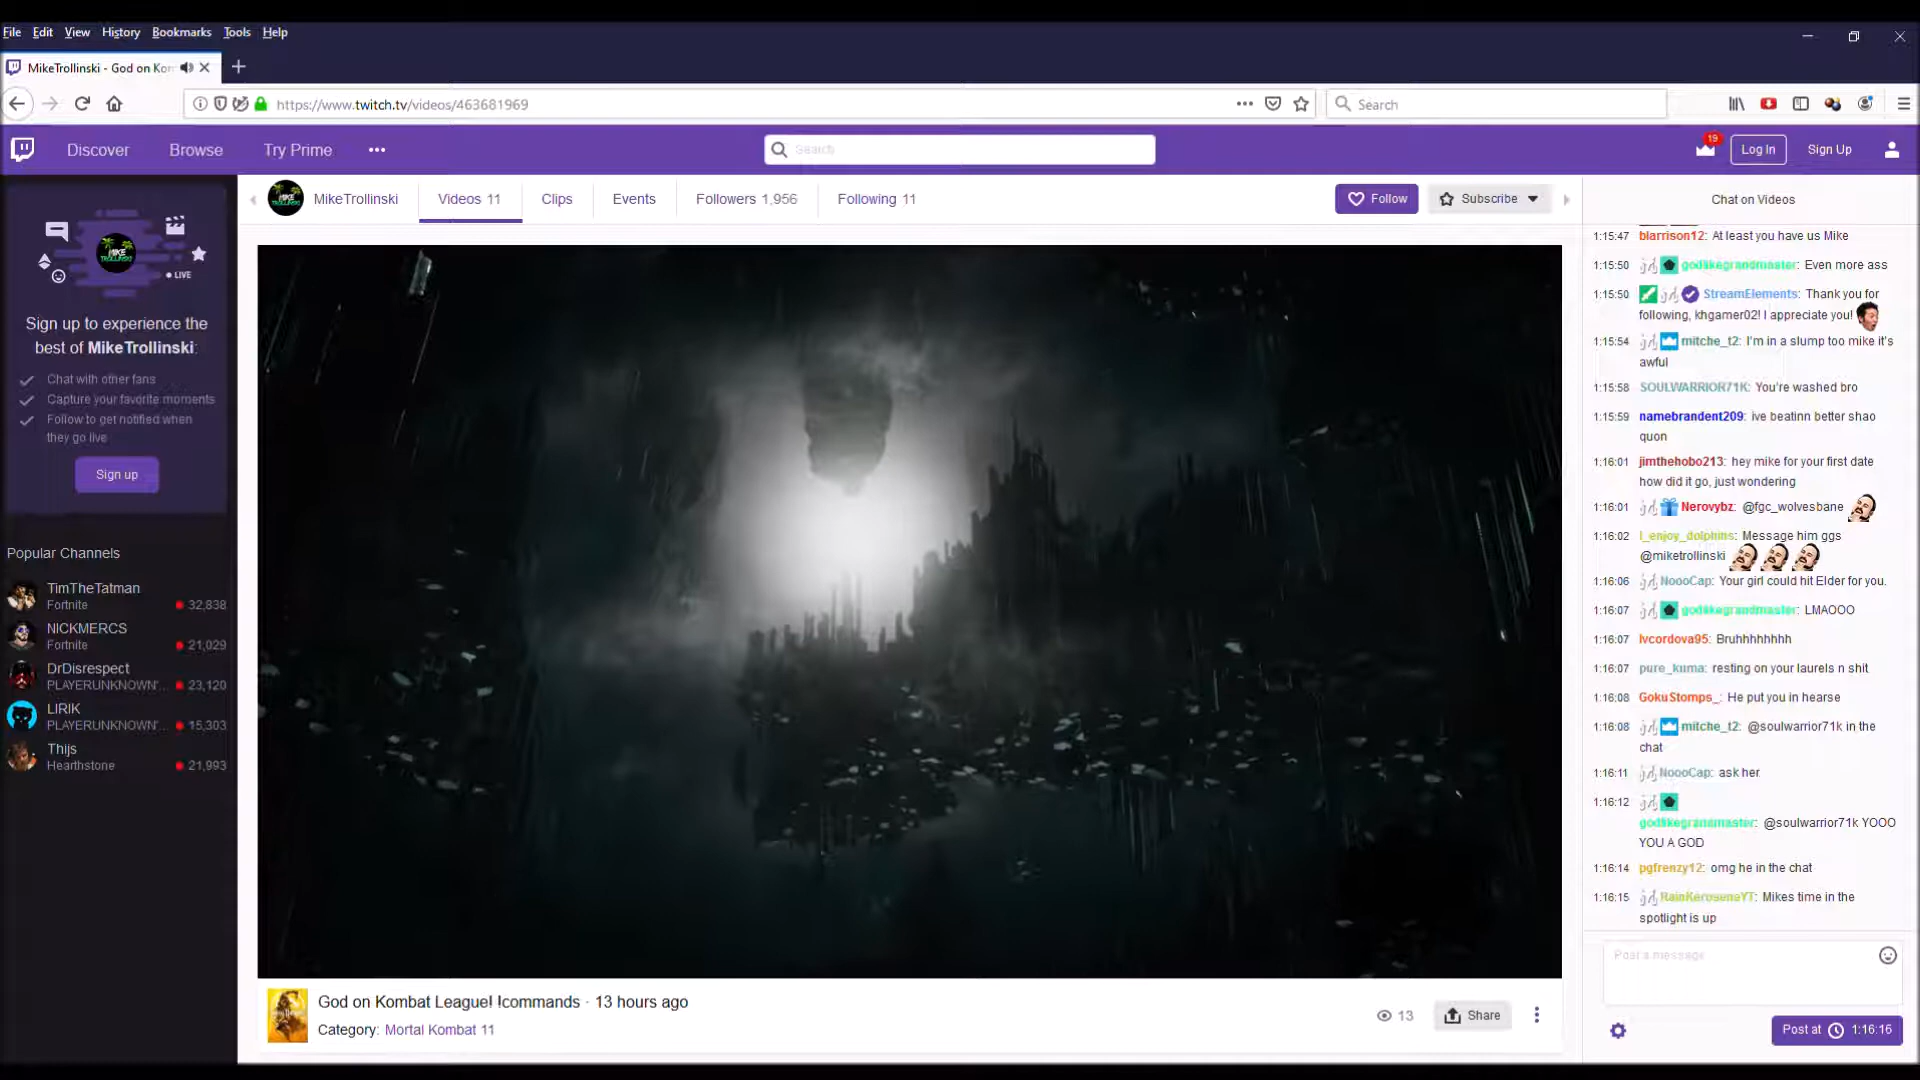 File Edit View History Bookmarks Tools Help
MikeTrollinski - God on Kom
https://www.twitch.tv/videos/463681969
Search
Discover
Browse
Try Prime
Search
19
Log In
Sign Up
MikeTrollinski
Videos 11
Clips
Events
Followers 1,956
Following 11
Follow
Subscribe
MIKE
TROLLINSKI
LIVE
Sign up to experience the
best of MikeTrollinski:
Chat with other fans
Capture your favorite moments
Follow to get notified when
they go live
Sign up
Popular Channels
TimTheTatman
Fortnite 32,838
NICKMERCS
Fortnite 21,029
DrDisrespect
PLAYERUNKNOWN'... 23,120
LIRIK
PLAYERUNKNOWN'... 15,303
Thijs
Hearthstone 21,993
God on Kombat League! !commands · 13 hours ago
Category: Mortal Kombat 11
13
Share
Chat on Videos
1:15:47 blarrison12: At least you have us Mike
1:15:50 godlikegrandmaster: Even more ass
1:15:50 StreamElements: Thank you for
following, khgamer02! I appreciate you!
1:15:54 mitche_t2: I'm in a slump too mike it's
awful
1:15:58 SOULWARRIOR71K: You're washed bro
1:15:59 namebrandent209: ive beatinn better shao
quon
1:16:01 jimthehobo213: hey mike for your first date
how did it go, just wondering
1:16:01 Nerovybz: @fgc_wolvesbane
1:16:02 I_enjoy_dolphins: Message him ggs
@miketrollinski
1:16:06 NoooCap: Your girl could hit Elder for you.
1:16:07 godlikegrandmaster: LMAOOO
1:16:07 lvcordova95: Bruhhhhhhhh
1:16:07 pure_kuma: resting on your laurels n shit
1:16:08 GokuStomps_: He put you in hearse
1:16:08 mitche_t2: @soulwarrior71k in the
chat
1:16:11 NoooCap: ask her
1:16:12
godlikegrandmaster: @soulwarrior71k YOOO
YOU A GOD
1:16:14 pgfrenzy12: omg he in the chat
1:16:15 RainKeroseneYT: Mikes time in the
spotlight is up
Post a message
Post at 1:16:16